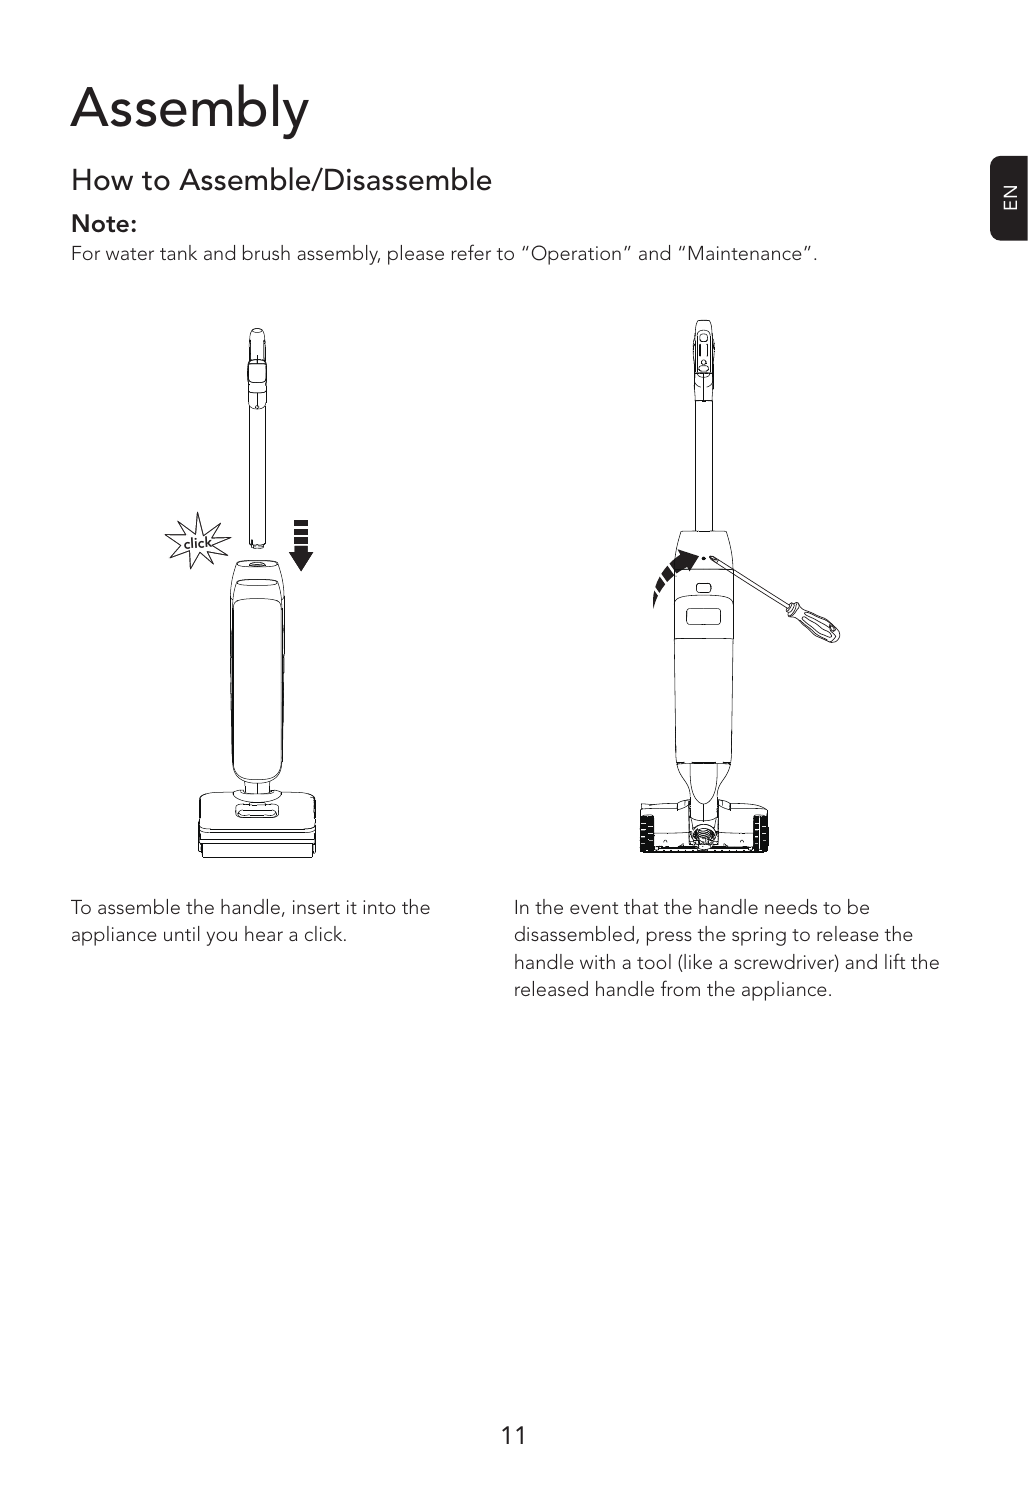 Assembly
How to Assemble/Disassemble
EN
Note:
For water tank and brush assembly, please refer to “Operation” and “Maintenance”.
click
To assemble the handle, insert it into the
appliance until you hear a click.
In the event that the handle needs to be
disassembled, press the spring to release the
handle with a tool (like a screwdriver) and lift the
released handle from the appliance.
11